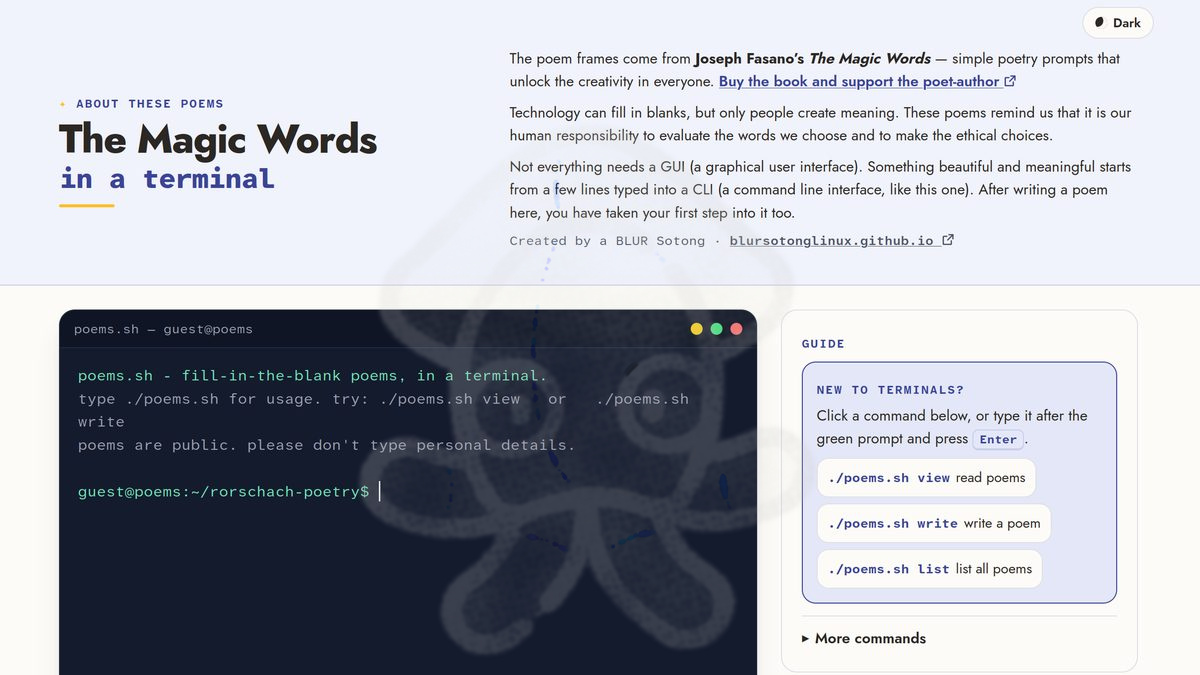 Dark
The poem frames come from Joseph Fasano's The Magic Words — simple poetry prompts that
unlock the creativity in everyone. Buy the book and support the poet-author
Technology can fill in blanks, but only people create meaning. These poems remind us that it is our
human responsibility to evaluate the words we choose and to make the ethical choices.
Not everything needs a GUI (a graphical user interface). Something beautiful and meaningful starts
from a few lines typed into a CLI (a command line interface, like this one). After writing a poem
here, you have taken your first step into it too.
Created by a BLUR Sotong · blursotonglinux.github.io
ABOUT THESE POEMS
The Magic Words
in a terminal
poems.sh — guest@poems
poems.sh - fill-in-the-blank poems, in a terminal.
type ./poems.sh for usage. try: ./poems.sh view   or   ./poems.sh
write
poems are public. please don't type personal details.
guest@poems:~/rorschach-poetry$
GUIDE
NEW TO TERMINALS?
Click a command below, or type it after the
green prompt and press Enter.
./poems.sh view read poems
./poems.sh write write a poem
./poems.sh list list all poems
More commands